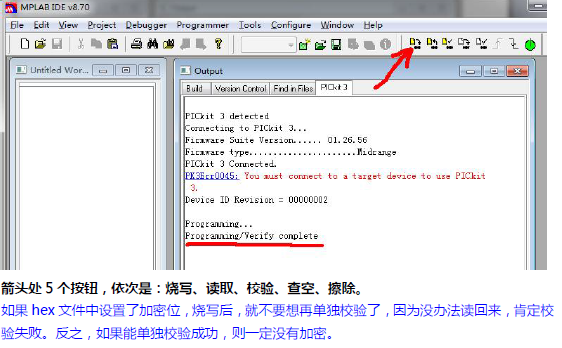 MPLAB IDE v8.70
File Edit View Project Debugger Programmer Tools Configure Window Help
Untitled Wor...
Output
Build Version Control Find in Files PICkit 3
PICkit 3 detected
Connecting to PICkit 3...
Firmware Suite Version...... 01.26.56
Firmware type......................Midrange
PICkit 3 Connected.
PK3Err0045: You must connect to a target device to use PICkit
3.
Device ID Revision = 00000002
Programming...
Programming/Verify complete
箭头处 5 个按钮，依次是：烧写、读取、校验、查空、擦除。
如果 hex 文件中设置了加密位，烧写后，就不要想再单独校验了，因为没办法读回来，肯定校
验失败。反之，如果能单独校验成功，则一定没有加密。